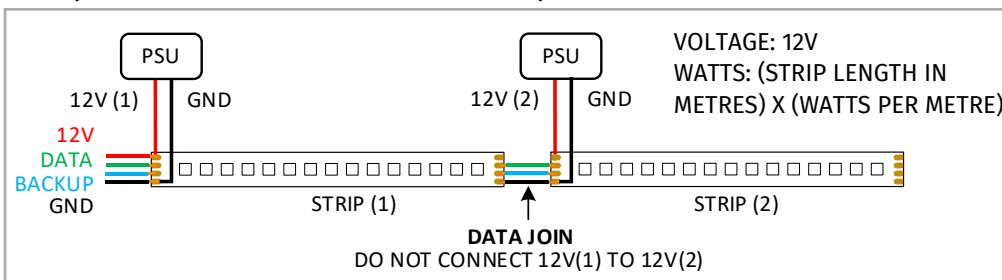 PSU
PSU
VOLTAGE: 12V
WATTS: (STRIP LENGTH IN
METRES) X (WATTS PER METRE)
12V (1)
GND
12V (2)
GND
12V
DATA
BACKUP
GND
STRIP (1)
STRIP (2)
DATA JOIN
DO NOT CONNECT 12V(1) TO 12V(2)